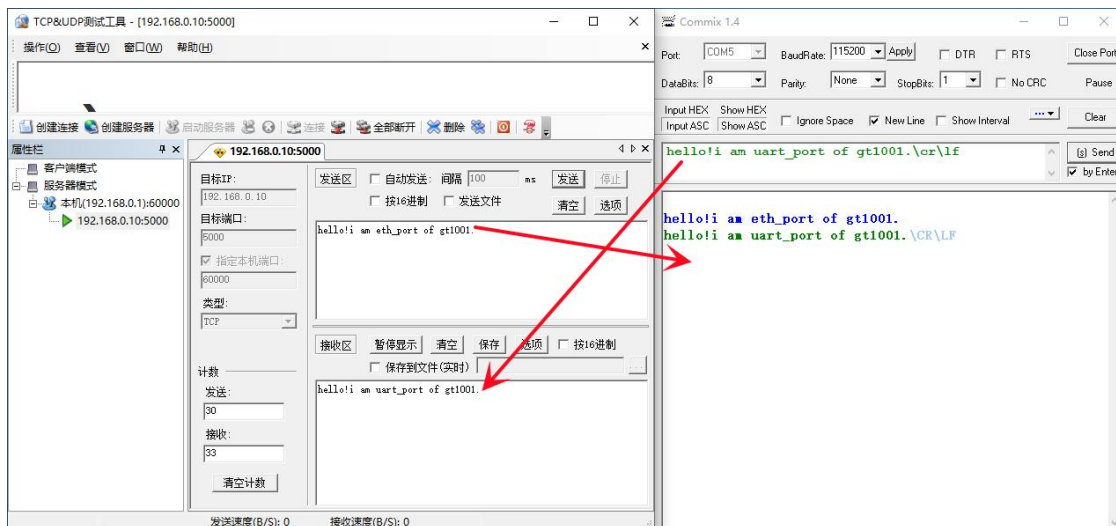 TCP&UDP测试工具 - [192.168.0.10:5000]
操作(O) 查看(V) 窗口(W) 帮助(H)
创建连接 创建服务器 启动服务器 连接 全部断开 删除
属性栏
客户端模式
服务器模式
本机(192.168.0.1):60000
192.168.0.10:5000
192.168.0.10:5000
目标IP:
192.168.0.10
目标端口:
5000
指定本机端口:
60000
类型:
TCP
计数
发送:
30
接收:
33
清空计数
发送区 自动发送: 间隔 100 ms 发送 停止
按16进制 发送文件 清空 选项
hello!i am eth_port of gt1001.
接收区 暂停显示 清空 保存 选项 按16进制
保存到文件(实时) ...
hello!i am uart_port of gt1001.
发送速度(B/S): 0 接收速度(B/S): 0
Commix 1.4
Port: COM5 BaudRate: 115200 Apply DTR RTS Close Port
DataBits: 8 Parity: None StopBits: 1 No CRC Pause
Input HEX Show HEX
Input ASC Show ASC Ignore Space New Line Show Interval ... Clear
hello!i am uart_port of gt1001.\cr\lf
[s] Send
by Enter
hello!i am eth_port of gt1001.
hello!i am uart_port of gt1001.\CR\LF